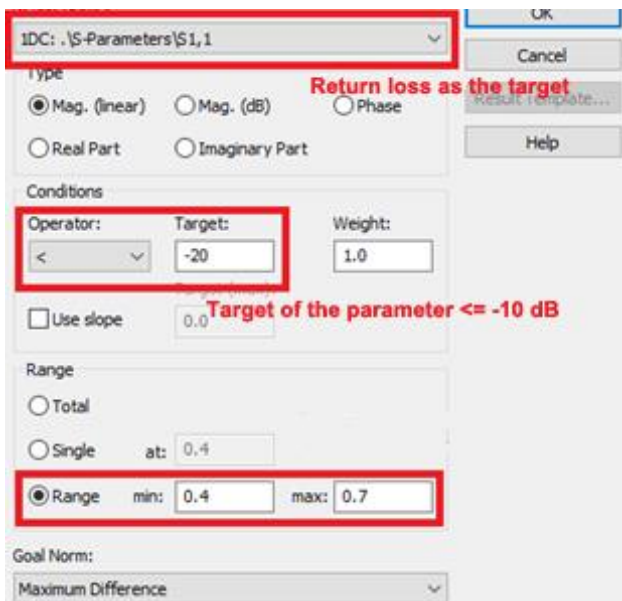 OK
1DC: .\S-Parameters\S1,1
Cancel
Type
Return loss as the target
Mag. (linear) Mag. (dB) Phase
Result Template...
Real Part Imaginary Part
Help
Conditions
Operator: Target: Weight:
< -20 1.0
Target of the parameter <= -10 dB
Use slope 0.0
Range
Total
Single at: 0.4
Range min: 0.4 max: 0.7
Goal Norm:
Maximum Difference